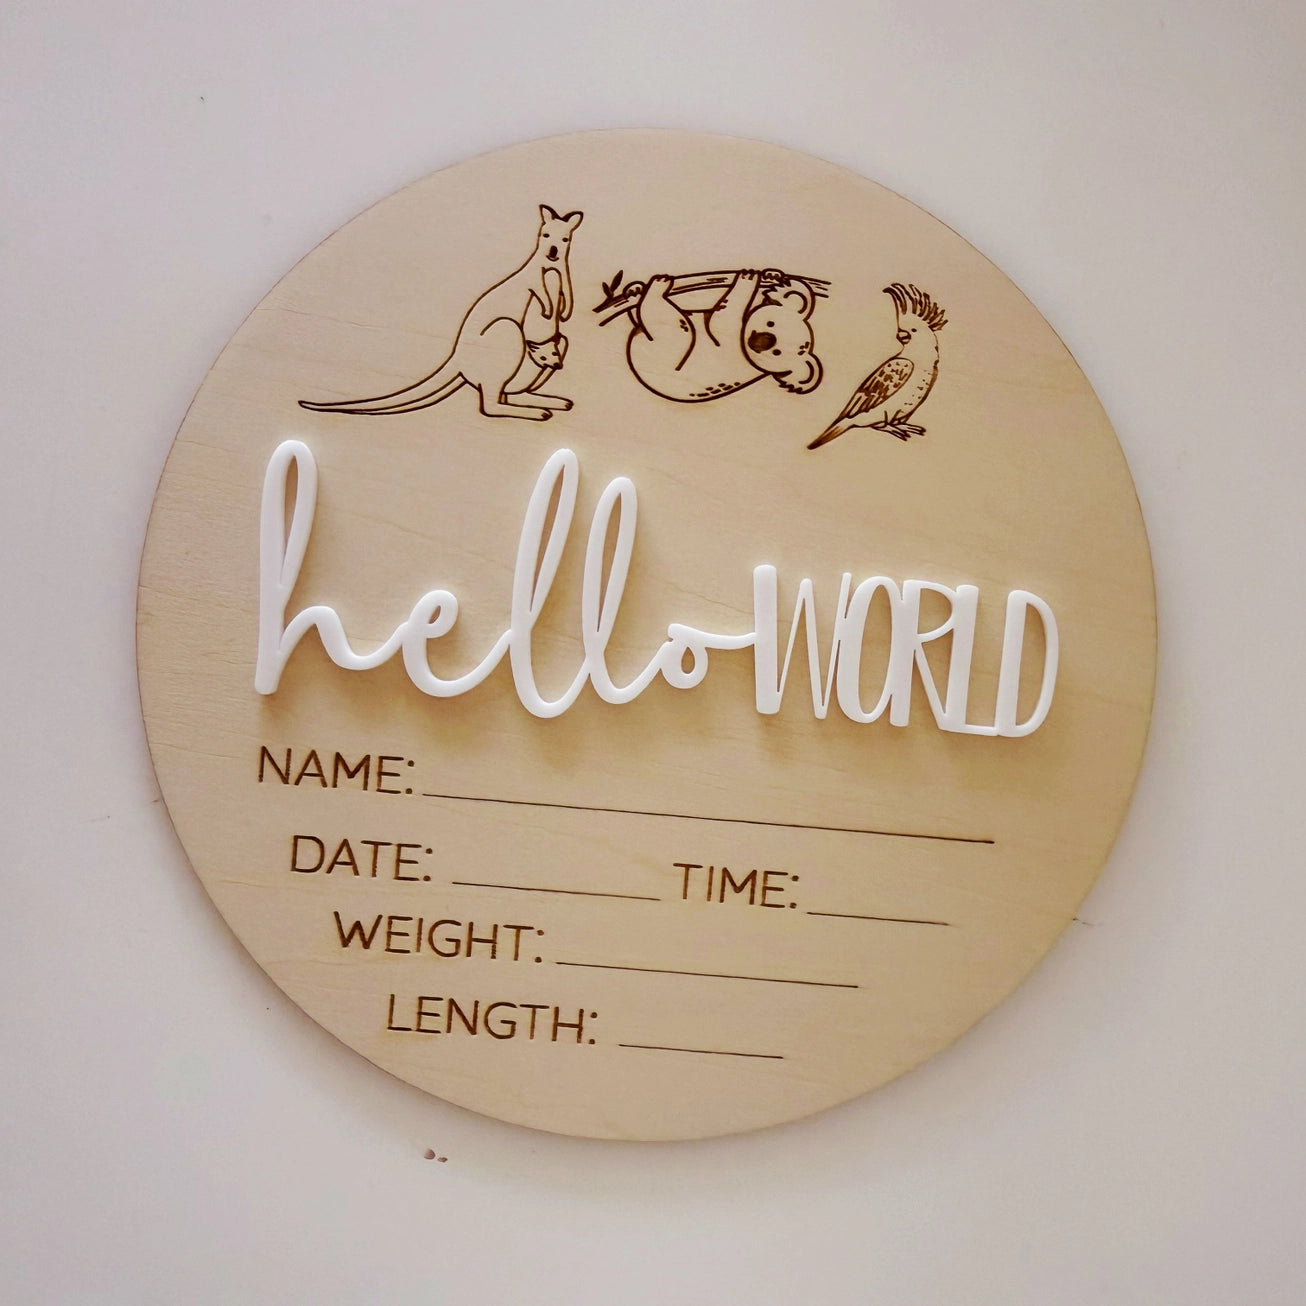 hello WORLD
NAME:
DATE: TIME:
WEIGHT:
LENGTH: